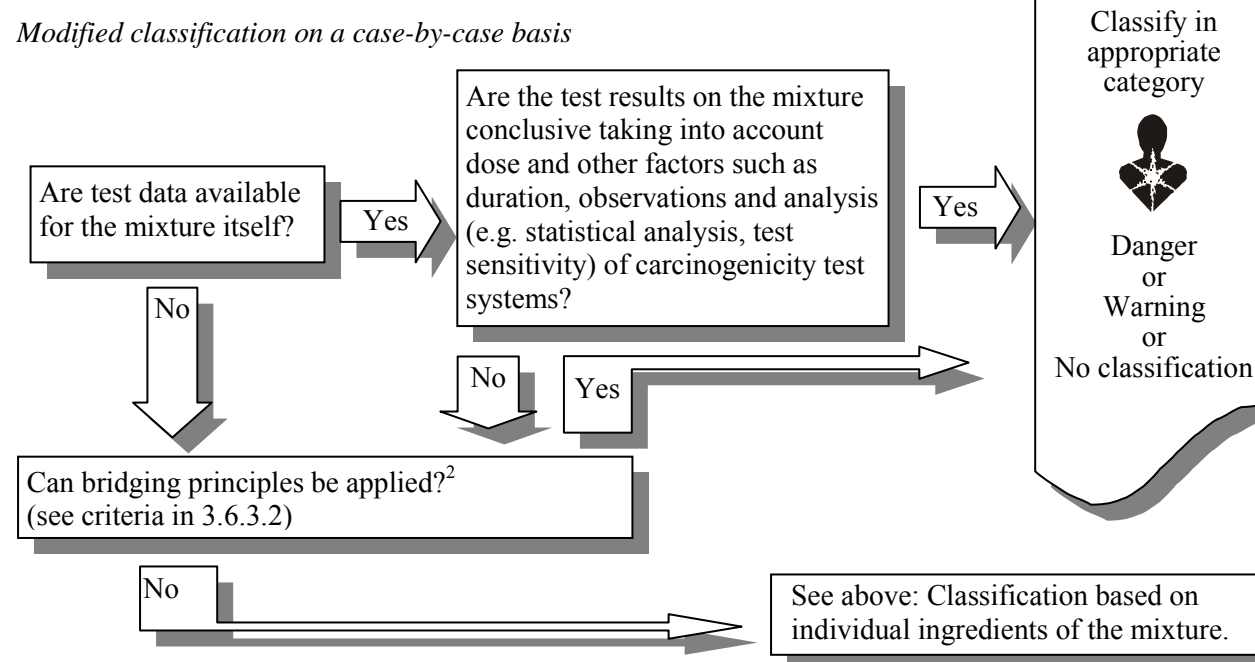 Modified classification on a case-by-case basis
Classify in
appropriate
category
Are the test results on the mixture
conclusive taking into account
dose and other factors such as
duration, observations and analysis
(e.g. statistical analysis, test
sensitivity) of carcinogenicity test
systems?
Are test data available
for the mixture itself?
Yes
Yes
Danger
or
Warning
or
No classification
No
No
Yes
Can bridging principles be applied?²
(see criteria in 3.6.3.2)
No
See above: Classification based on
individual ingredients of the mixture.